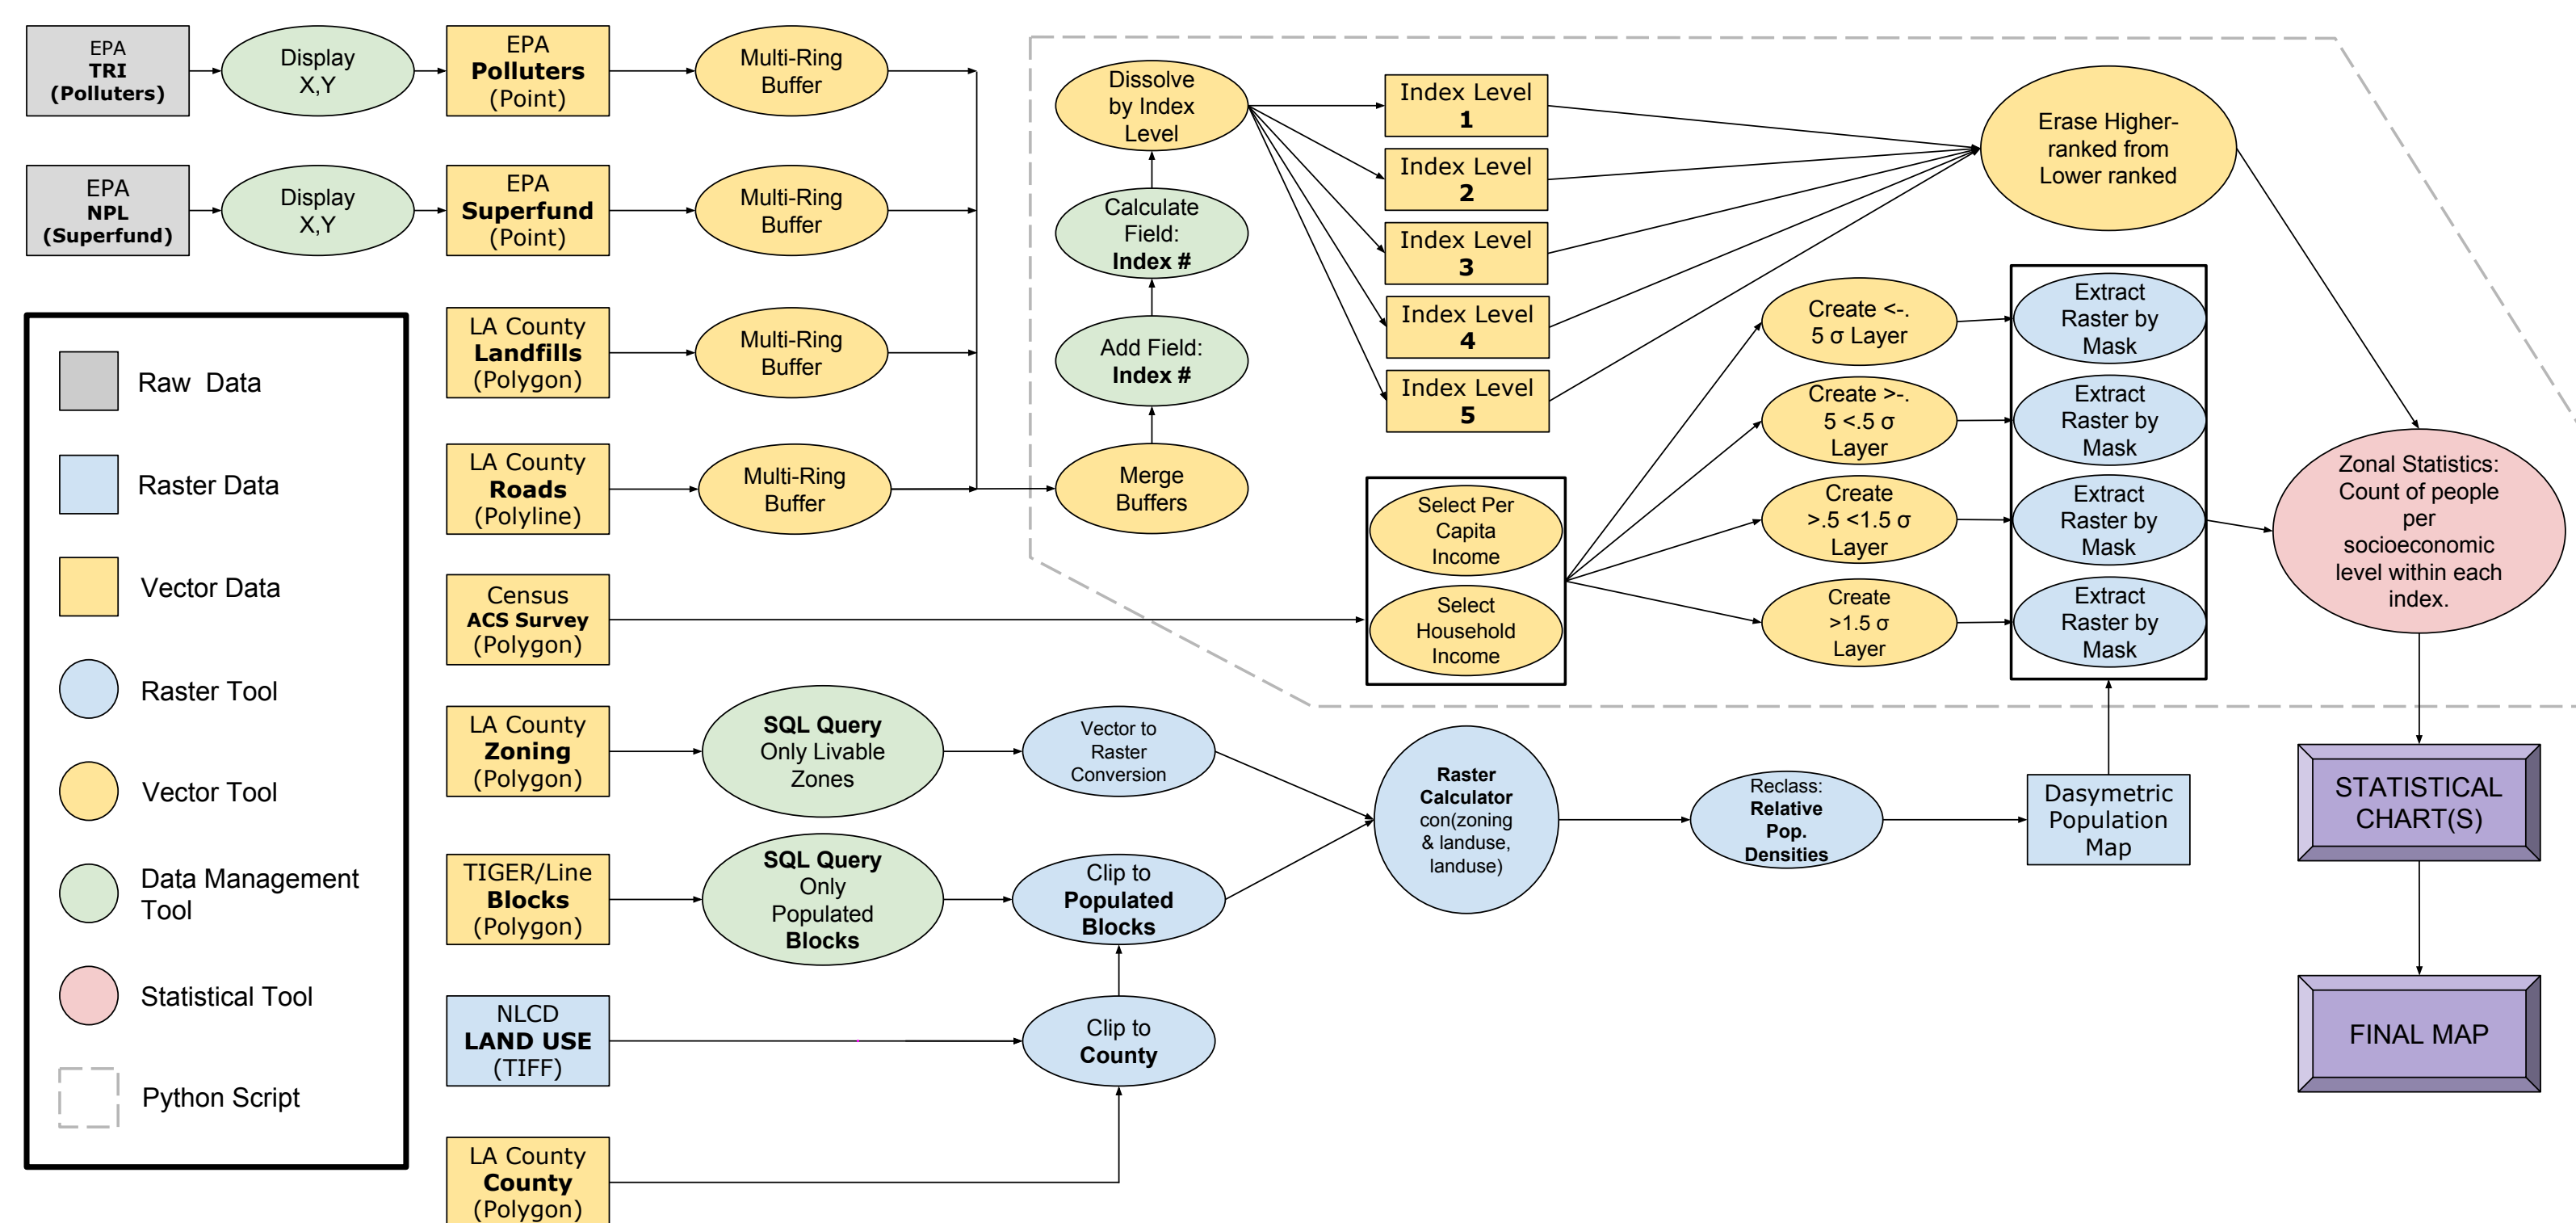 EPA
TRI
(Polluters)
Display
X,Y
EPA
Polluters
(Point)
Multi-Ring
Buffer
EPA
NPL
(Superfund)
Display
X,Y
EPA
Superfund
(Point)
Multi-Ring
Buffer
LA County
Landfills
(Polygon)
Multi-Ring
Buffer
LA County
Roads
(Polyline)
Multi-Ring
Buffer
Merge
Buffers
Add Field:
Index #
Calculate
Field:
Index #
Dissolve
by Index
Level
Index Level
1
Index Level
2
Index Level
3
Index Level
4
Index Level
5
Erase Higher-
ranked from
Lower ranked
Census
ACS Survey
(Polygon)
Select Per
Capita
Income
Select
Household
Income
Create <-.
5 σ Layer
Create >-.
5 <.5 σ
Layer
Create
>.5 <1.5 σ
Layer
Create
>1.5 σ
Layer
Extract
Raster by
Mask
Extract
Raster by
Mask
Extract
Raster by
Mask
Extract
Raster by
Mask
Zonal Statistics:
Count of people
per
socioeconomic
level within each
index.
LA County
Zoning
(Polygon)
SQL Query
Only Livable
Zones
Vector to
Raster
Conversion
TIGER/Line
Blocks
(Polygon)
SQL Query
Only
Populated
Blocks
Clip to
Populated
Blocks
NLCD
LAND USE
(TIFF)
Clip to
County
LA County
County
(Polygon)
Raster
Calculator
con(zoning
& landuse,
landuse)
Reclass:
Relative
Pop.
Densities
Dasymetric
Population
Map
STATISTICAL
CHART(S)
FINAL MAP
Raw Data
Raster Data
Vector Data
Raster Tool
Vector Tool
Data Management
Tool
Statistical Tool
Python Script